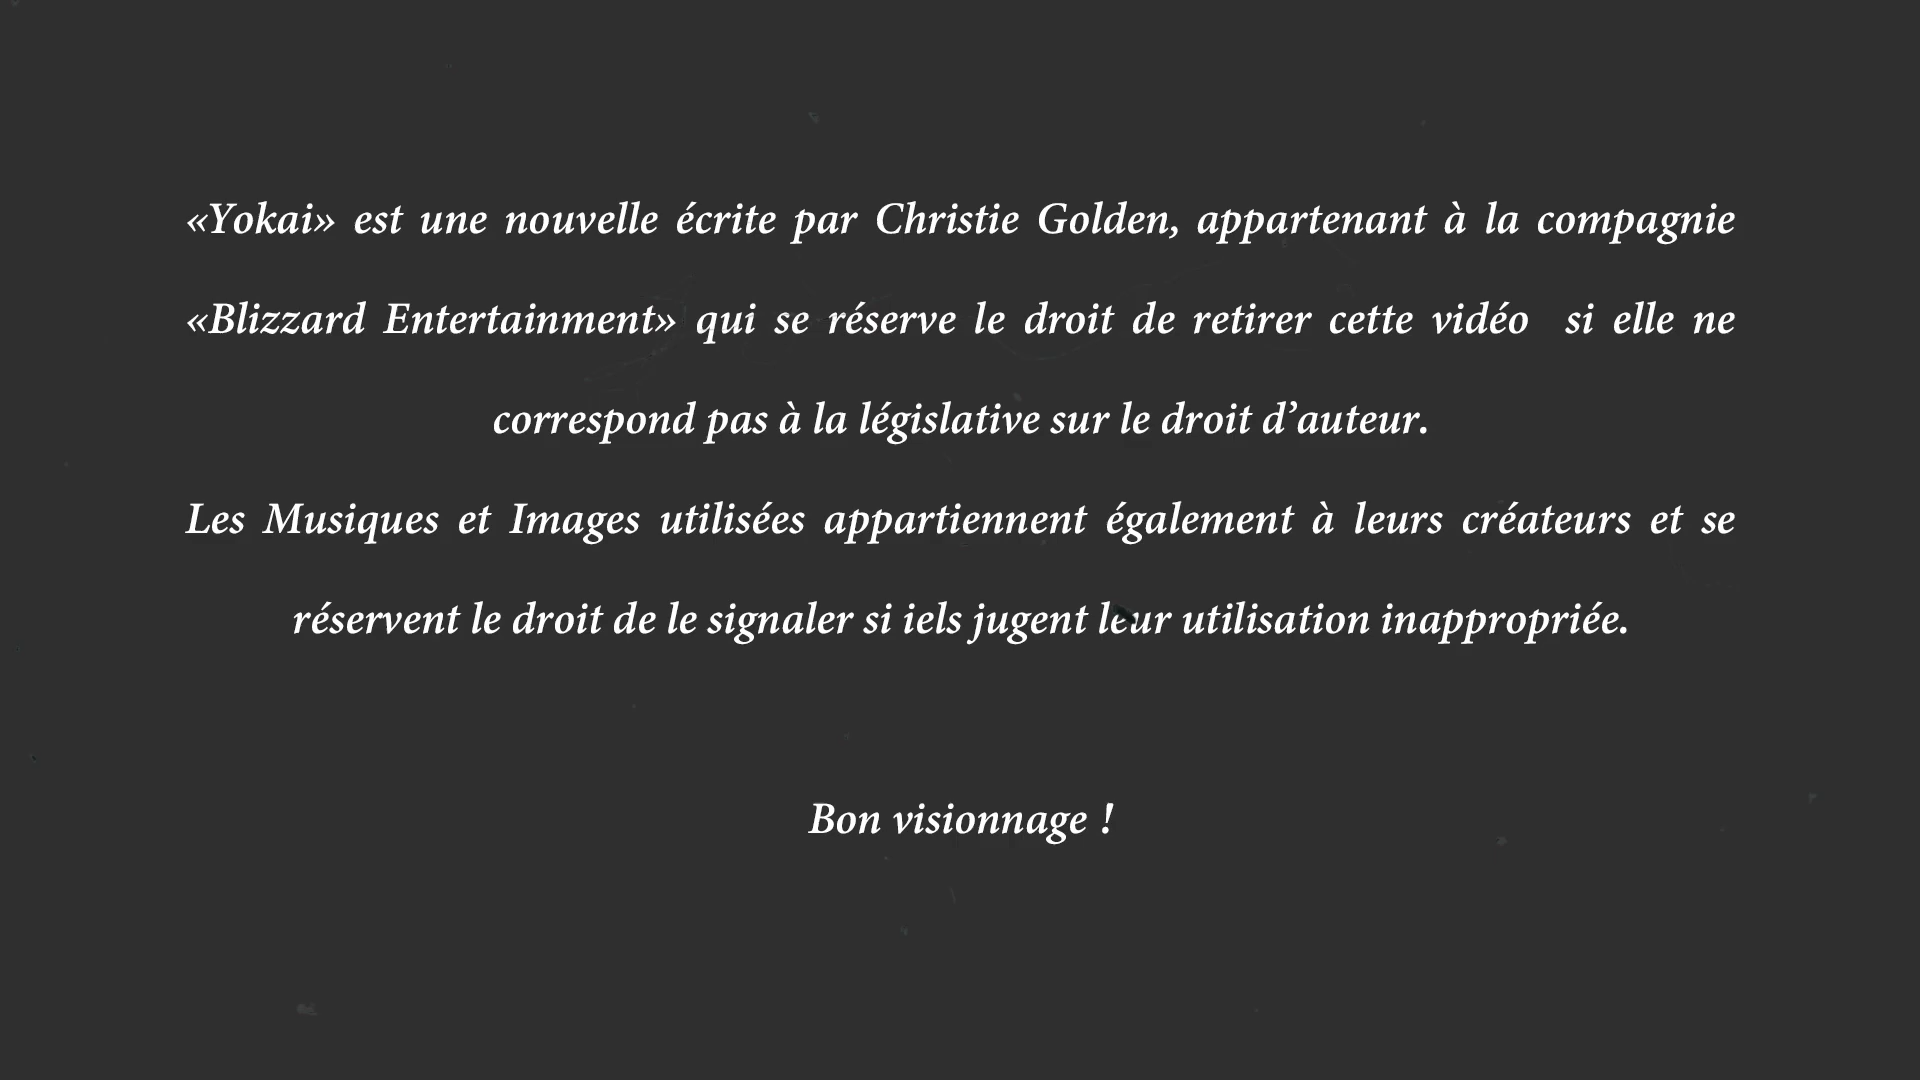 «Yokai» est une nouvelle écrite par Christie Golden, appartenant à la compagnie
«Blizzard Entertainment» qui se réserve le droit de retirer cette vidéo  si elle ne
correspond pas à la législative sur le droit d’auteur.
Les Musiques et Images utilisées appartiennent également à leurs créateurs et se
réservent le droit de le signaler si iels jugent leur utilisation inappropriée.
Bon visionnage !